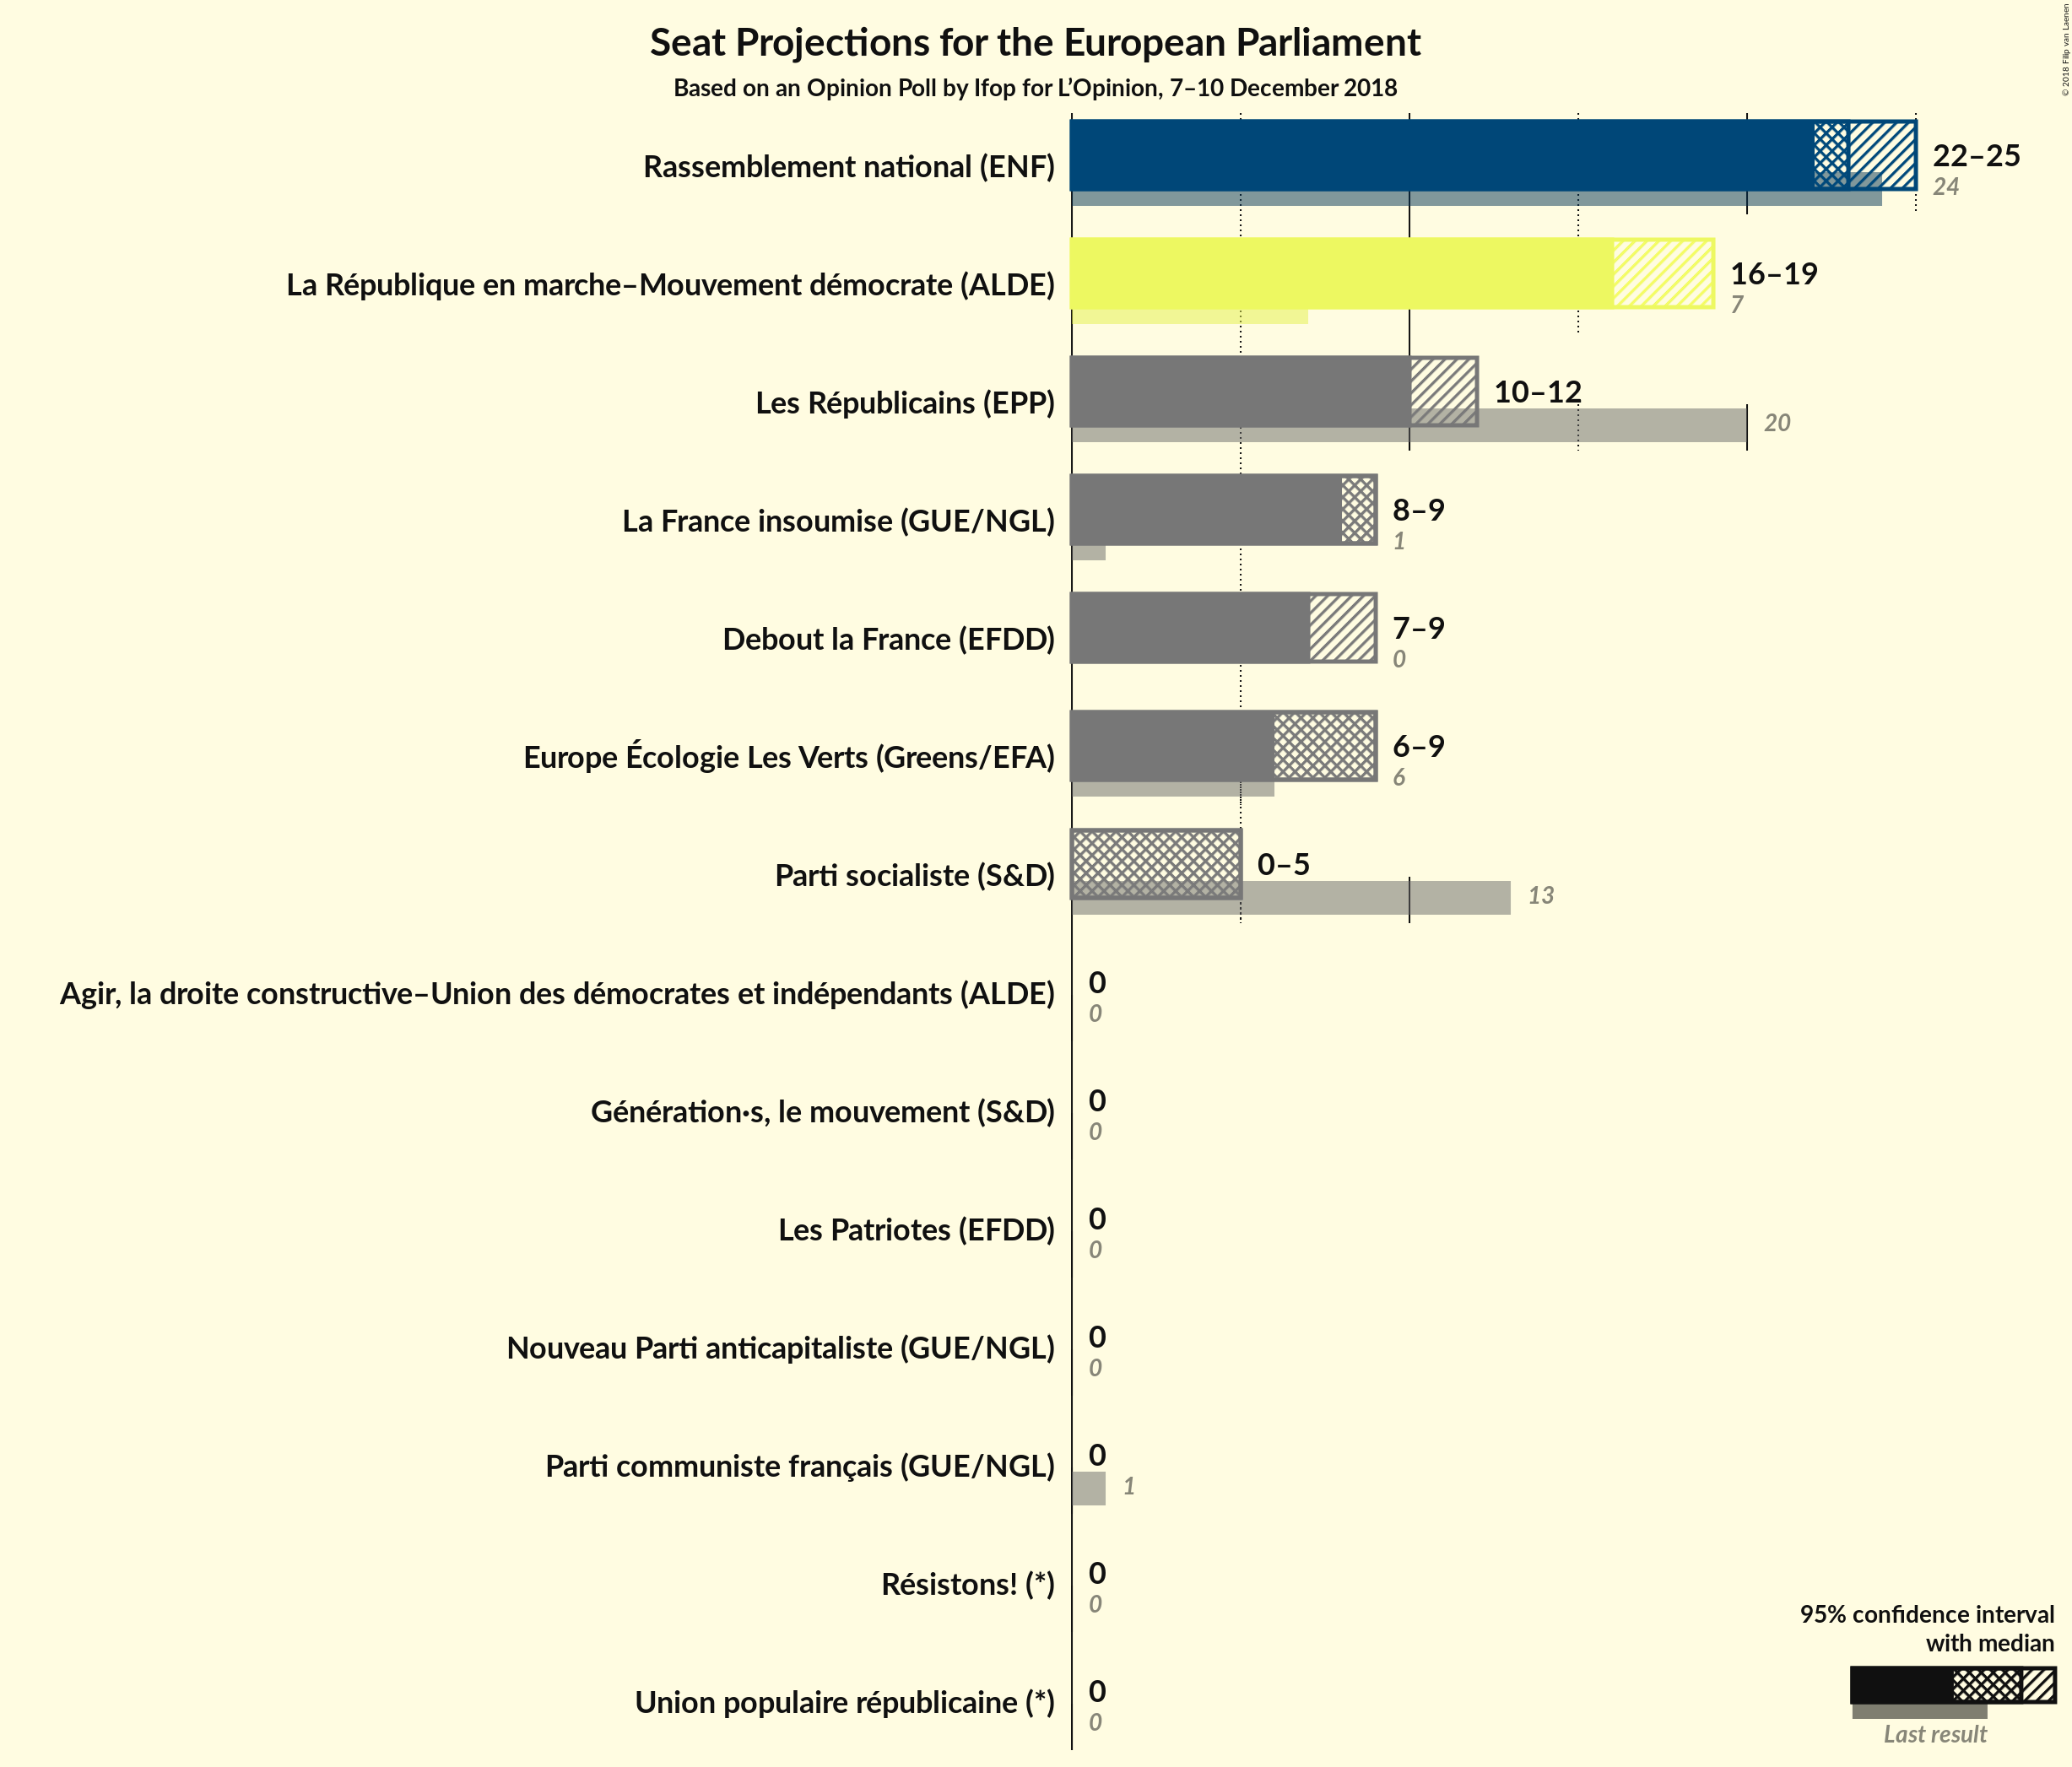 Seat Projections for the European Parliament
Based on an Opinion Poll by Ifop for L’Opinion, 7–10 December 2018
© 2018 Filip van Laenen
Rassemblement national (ENF)
22–25
24
La République en marche–Mouvement démocrate (ALDE)
16–19
7
Les Républicains (EPP)
10–12
20
La France insoumise (GUE/NGL)
8–9
1
Debout la France (EFDD)
7–9
0
Europe Écologie Les Verts (Greens/EFA)
6–9
6
Parti socialiste (S&D)
0–5
13
Agir, la droite constructive–Union des démocrates et indépendants (ALDE)
0
0
Génération·s, le mouvement (S&D)
0
0
Les Patriotes (EFDD)
0
0
Nouveau Parti anticapitaliste (GUE/NGL)
0
0
Parti communiste français (GUE/NGL)
0
1
Résistons! (*)
0
0
Union populaire républicaine (*)
0
0
95% confidence interval
with median
Last result